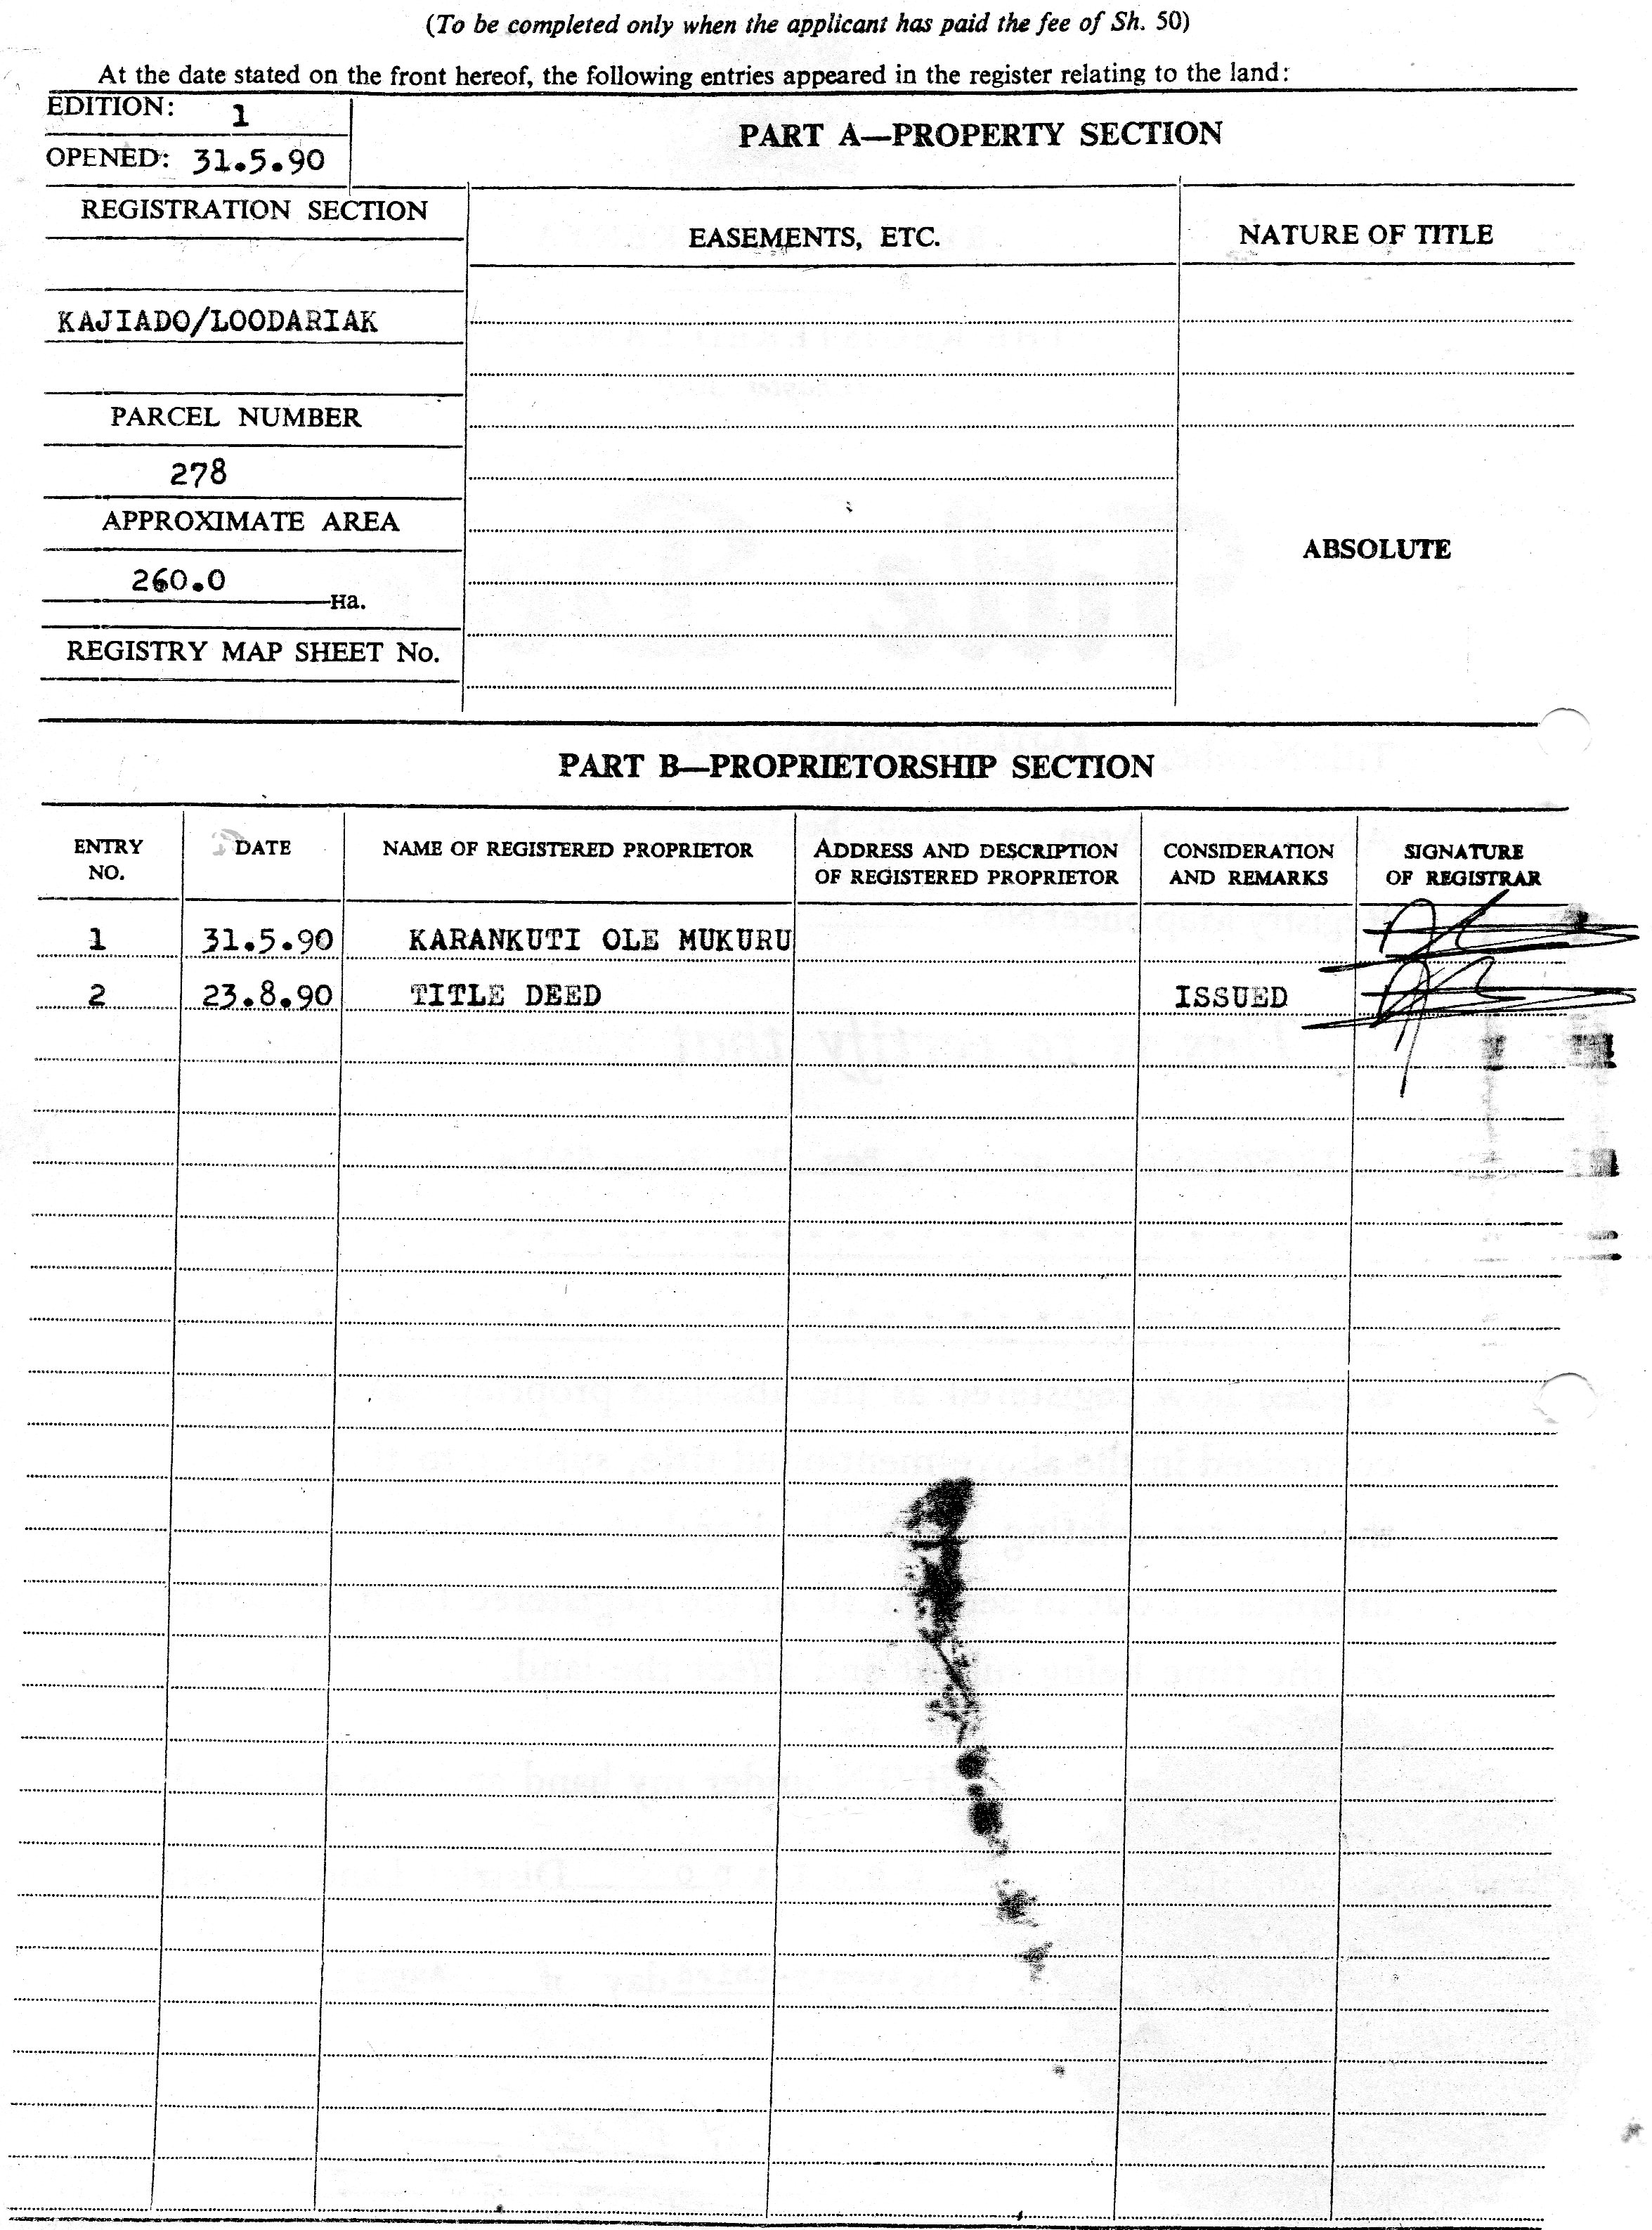 (To be completed only when the applicant has paid the fee of Sh. 50)
At the date stated on the front hereof, the following entries appeared in the register relating to the land:
EDITION: 1
OPENED: 31.5.90
PART A—PROPERTY SECTION
REGISTRATION SECTION
EASEMENTS, ETC.
NATURE OF TITLE
KAJIADO/LOODARIAK
PARCEL NUMBER
278
APPROXIMATE AREA
260.0 Ha.
ABSOLUTE
REGISTRY MAP SHEET No.
PART B—PROPRIETORSHIP SECTION
ENTRY NO.
DATE
NAME OF REGISTERED PROPRIETOR
ADDRESS AND DESCRIPTION OF REGISTERED PROPRIETOR
CONSIDERATION AND REMARKS
SIGNATURE OF REGISTRAR
1 31.5.90 KARANKUTI OLE MUKURU
2 23.8.90 TITLE DEED ISSUED